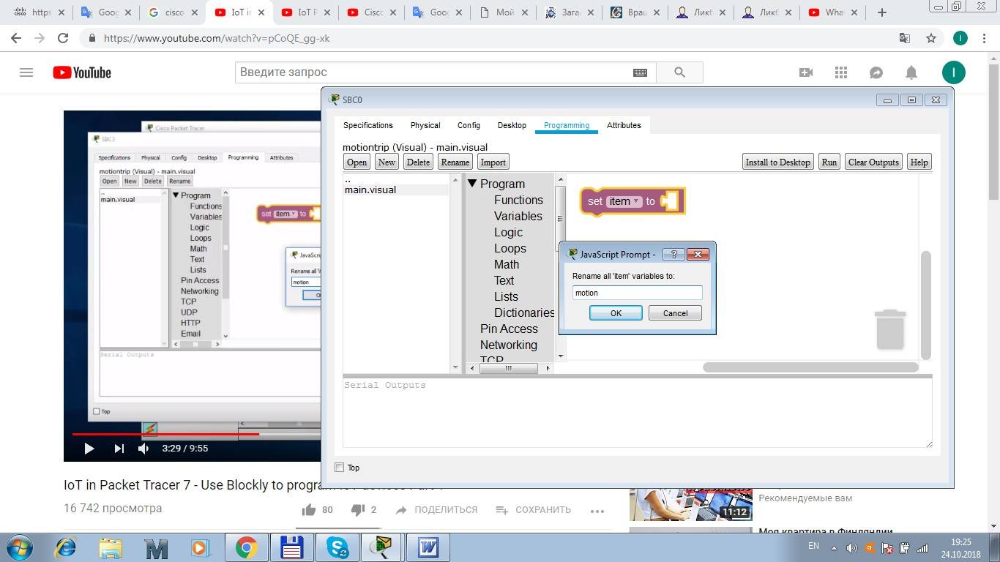 https
Goog
cisco
IoT in
IoT P
Cisco
Goog
Мой
Загал
Вращ
Ликб
Ликб
What
https://www.youtube.com/watch?v=pCoQE_gg-xk
I
YouTube
Введите запрос
I
Cisco Packet Tracer
SBC3
Specifications Physical Config Desktop Programming Attributes
motiontrip (Visual) - main.visual
Open New Delete Rename
..
main.visual
Program
Functions
Variables
Logic
Loops
Math
Text
Lists
Pin Access
Networking
TCP
UDP
HTTP
Email
set item to
JavaSc
Rename all 'it
motion
Serial Outputs
Top
3:29 / 9:55
SBC0
Specifications Physical Config Desktop Programming Attributes
motiontrip (Visual) - main.visual
Open New Delete Rename Import Install to Desktop Run Clear Outputs Help
..
main.visual
Program
Functions
Variables
Logic
Loops
Math
Text
Lists
Dictionaries
Pin Access
Networking
TCP
set item to
JavaScript Prompt -
Rename all 'item' variables to:
motion
OK Cancel
Serial Outputs
Top
IoT in Packet Tracer 7 - Use Blockly to program
16 742 просмотра
80 2 ПОДЕЛИТЬСЯ СОХРАНИТЬ
11:12
Рекомендуемые вам
Моя квартира в Финляндии
EN
19:25
24.10.2018